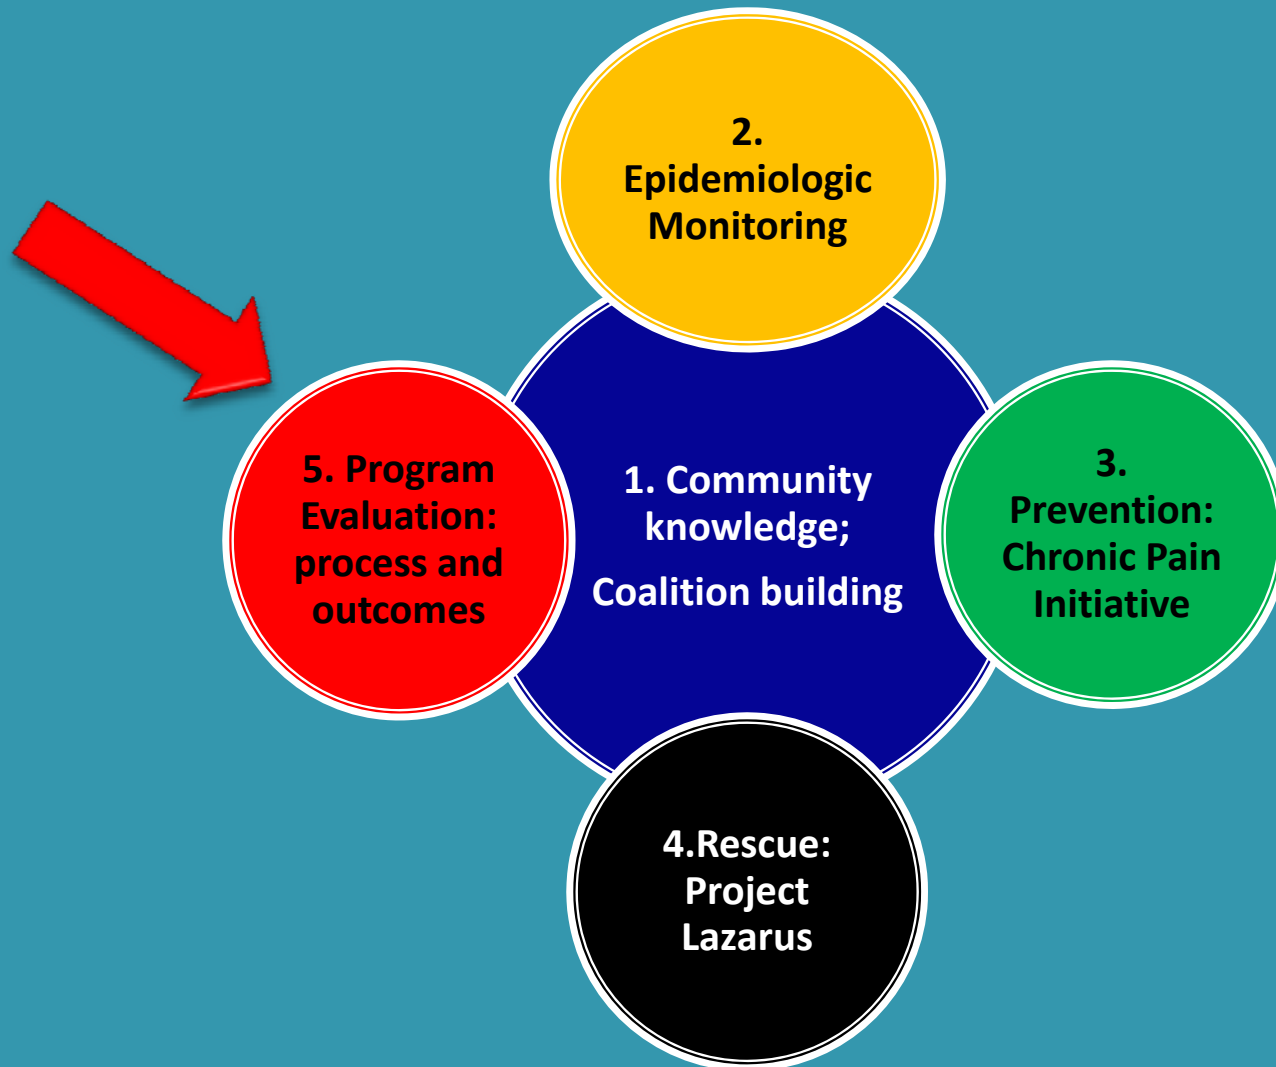 2.
Epidemiologic
Monitoring
5. Program
Evaluation:
process and
outcomes
1. Community
knowledge;
Coalition building
3.
Prevention:
Chronic Pain
Initiative
4.Rescue:
Project
Lazarus